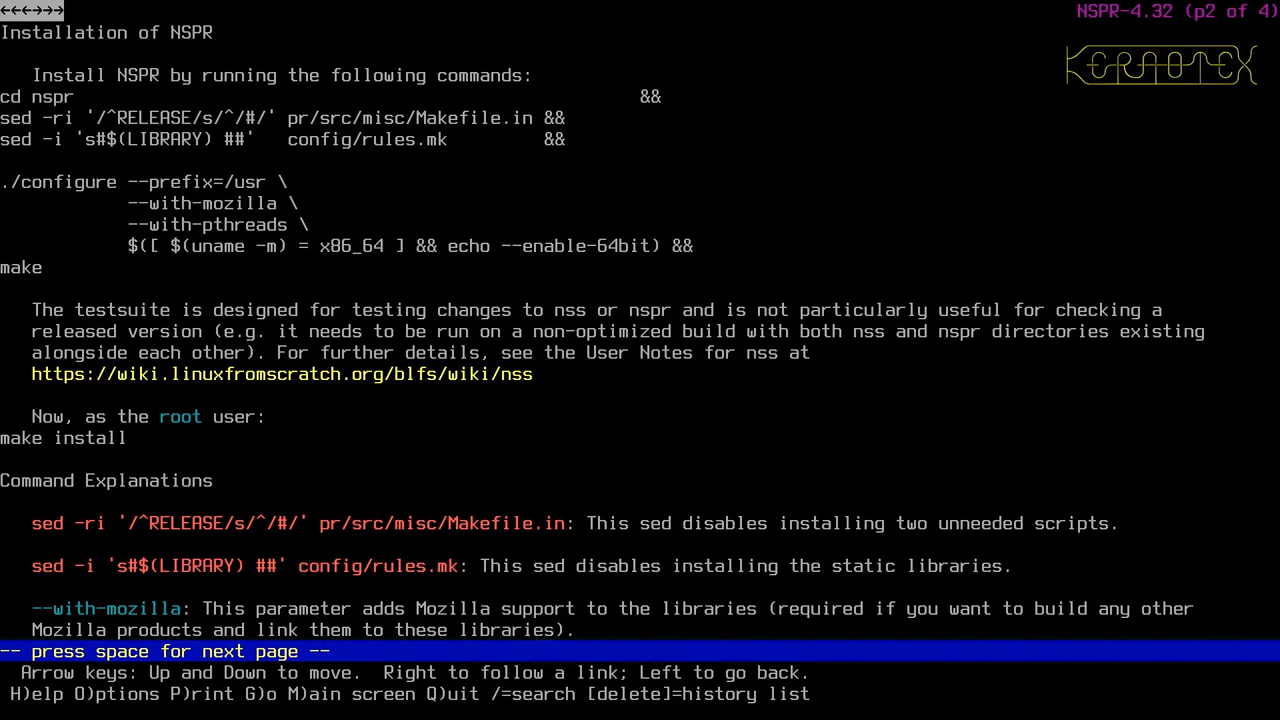 ←←←→→→ NSPR-4.32 (p2 of 4)
Installation of NSPR
KERAOTEX
Install NSPR by running the following commands:
cd nspr &&
sed -ri '/^RELEASE/s/^/#/' pr/src/misc/Makefile.in &&
sed -i 's#$(LIBRARY) ##' config/rules.mk &&
./configure --prefix=/usr \
--with-mozilla \
--with-pthreads \
$([ $(uname -m) = x86_64 ] && echo --enable-64bit) &&
make
The testsuite is designed for testing changes to nss or nspr and is not particularly useful for checking a
released version (e.g. it needs to be run on a non-optimized build with both nss and nspr directories existing
alongside each other). For further details, see the User Notes for nss at
https://wiki.linuxfromscratch.org/blfs/wiki/nss
Now, as the root user:
make install
Command Explanations
sed -ri '/^RELEASE/s/^/#/' pr/src/misc/Makefile.in: This sed disables installing two unneeded scripts.
sed -i 's#$(LIBRARY) ##' config/rules.mk: This sed disables installing the static libraries.
--with-mozilla: This parameter adds Mozilla support to the libraries (required if you want to build any other
Mozilla products and link them to these libraries).
-- press space for next page --
Arrow keys: Up and Down to move. Right to follow a link; Left to go back.
H)elp O)ptions P)rint G)o M)ain screen Q)uit /=search [delete]=history list